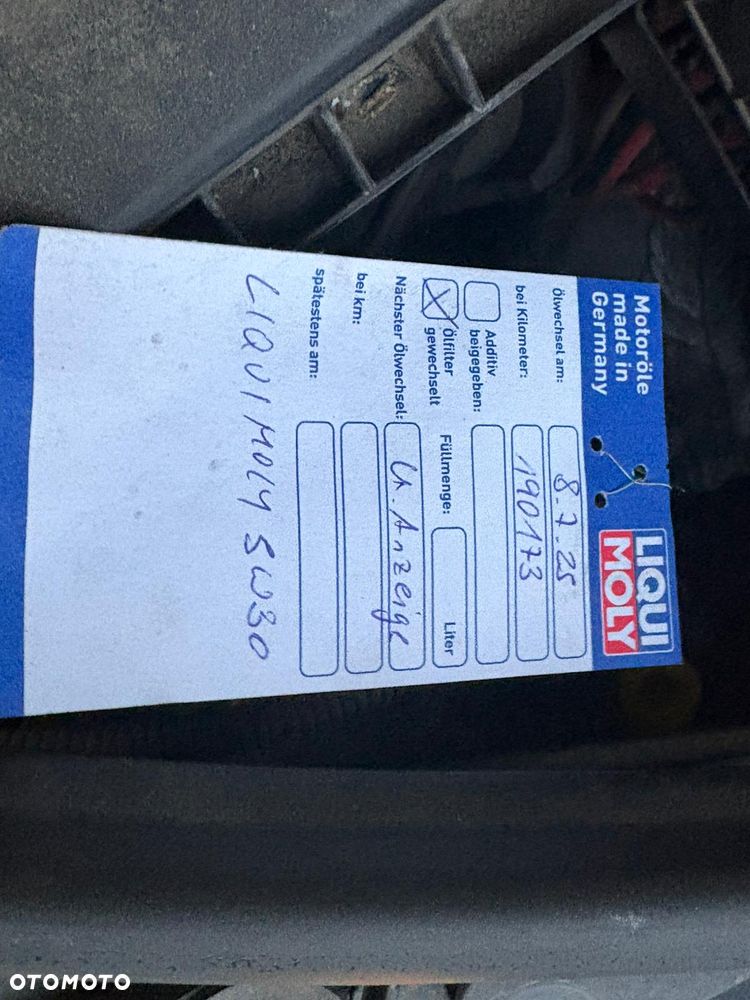 Motoröle
made in
Germany
LIQUI
MOLY
Ölwechsel am: 8.7.25
bei Kilometer: 190173
Additiv
beigegeben:
X Ölfilter
gewechselt
Füllmenge: Liter
Nächster Ölwechsel: lt. Anzeige
bei km:
spätestens am:
LIQUI MOLY 5W30
OTOMOTO